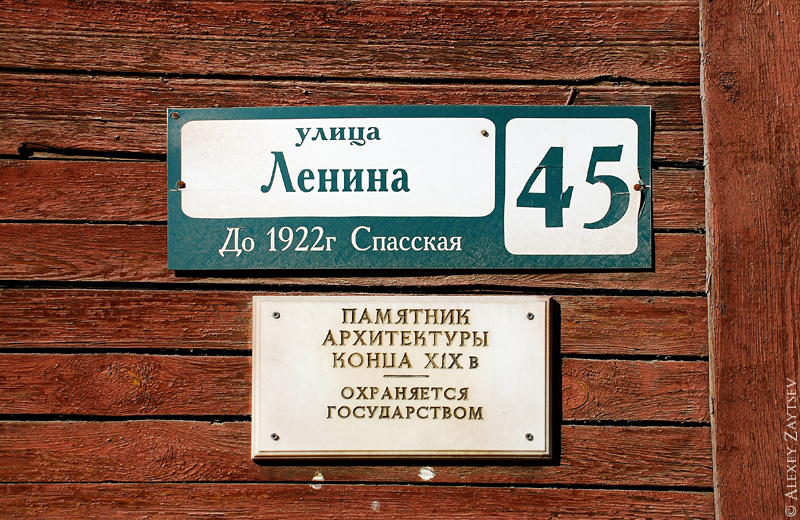 улица
Ленина
45
До 1922г Спасская
ПАМЯТНИК
АРХИТЕКТУРЫ
КОНЦА XIX в
ОХРАНЯЕТСЯ
ГОСУДАРСТВОМ
© ALEXEY ZAYTSEV